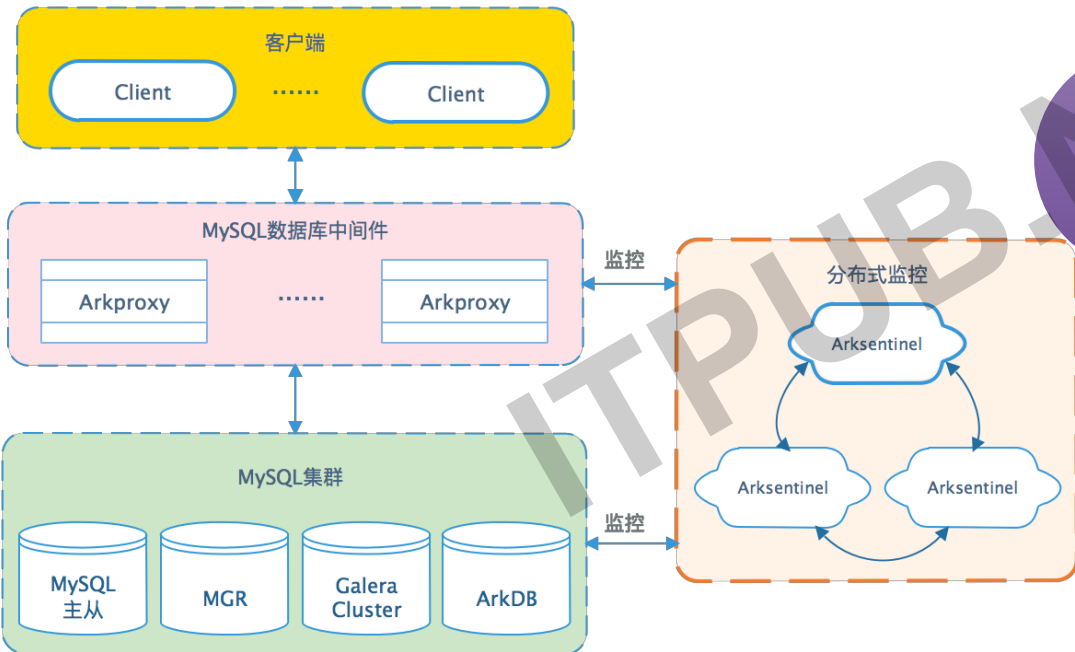 客户端
Client
······
Client
MySQL数据库中间件
Arkproxy
······
Arkproxy
监控
分布式监控
Arksentinel
Arksentinel
Arksentinel
MySQL集群
监控
MySQL
主从
MGR
Galera
Cluster
ArkDB
ITPUB.